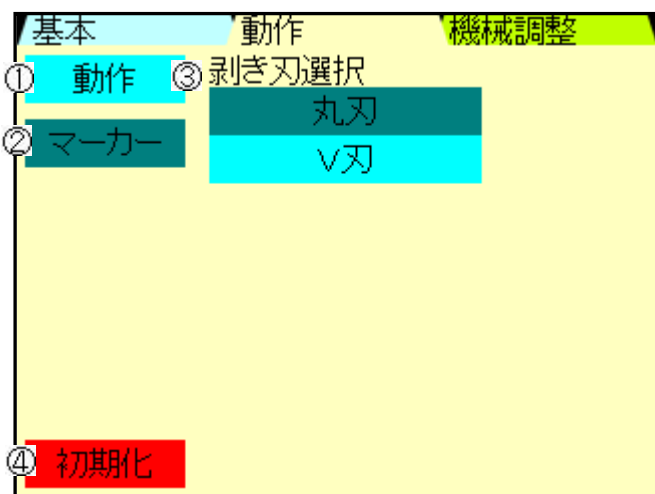 基本 動作 機械調整
① 動作 ③ 剥き刃選択
丸刃
② マーカー
V刃
④ 初期化